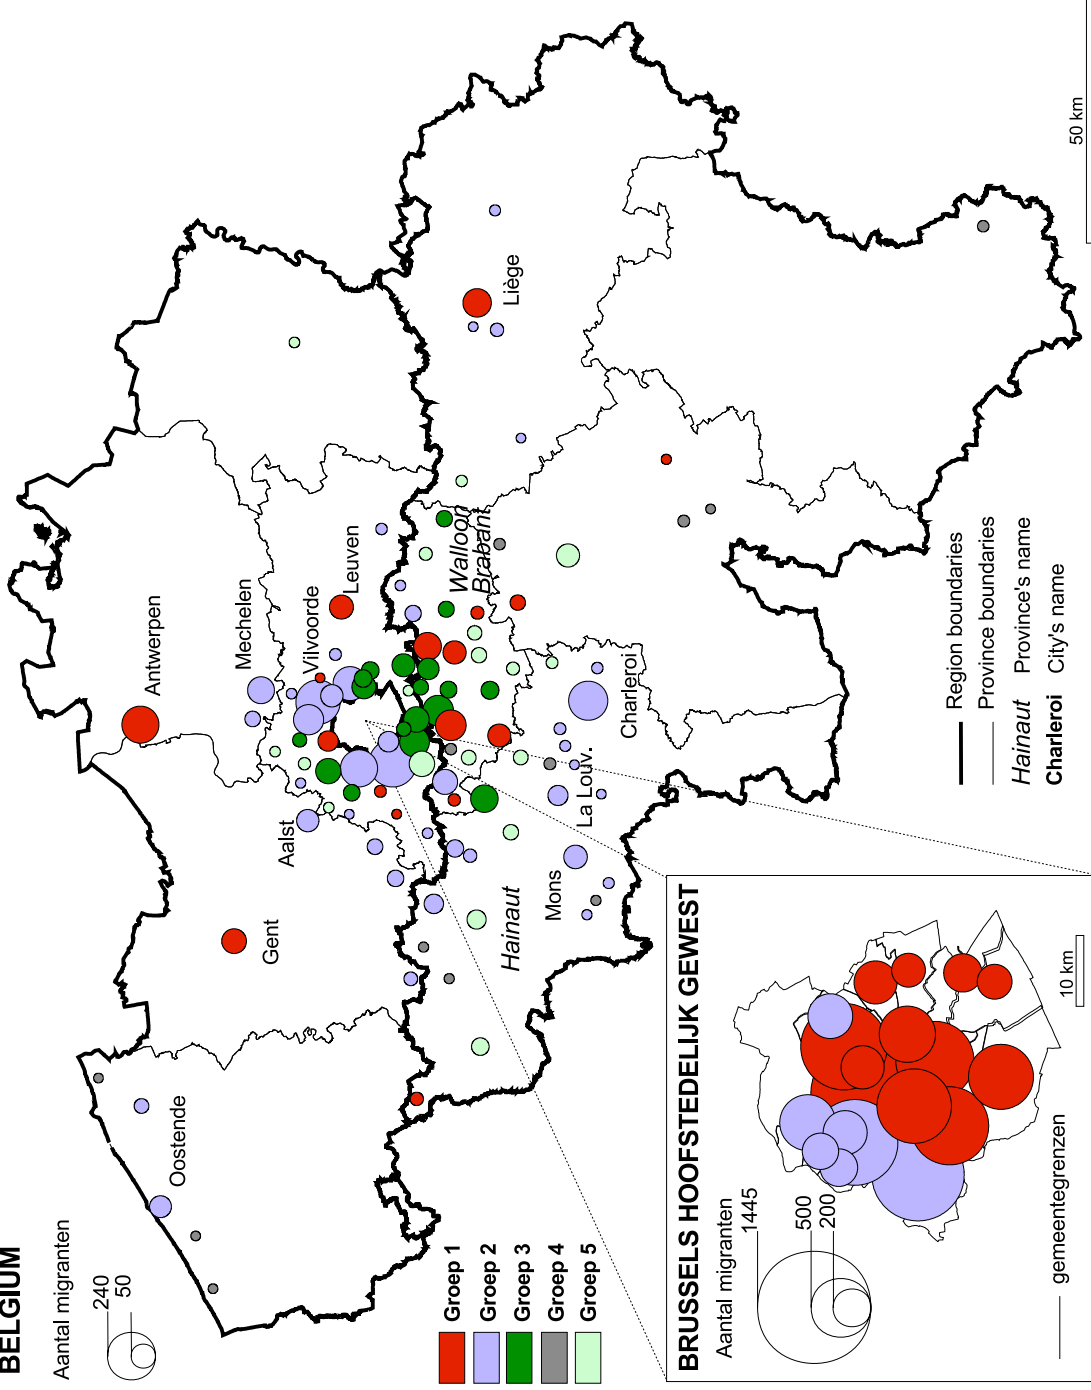 BELGIUM
Aantal migranten
240
50
Oostende
Gent
Antwerpen
Aalst
Mechelen
Vilvoorde
Leuven
Walloon
Brabant
Liège
Hainaut
Mons
La Louv.
Charleroi
Groep 1
Groep 2
Groep 3
Groep 4
Groep 5
BRUSSELS HOOFSTEDELIJK GEWEST
Aantal migranten
1445
500
200
gemeentegrenzen
10 km
Region boundaries
Province boundaries
Hainaut Province's name
Charleroi City's name
50 km